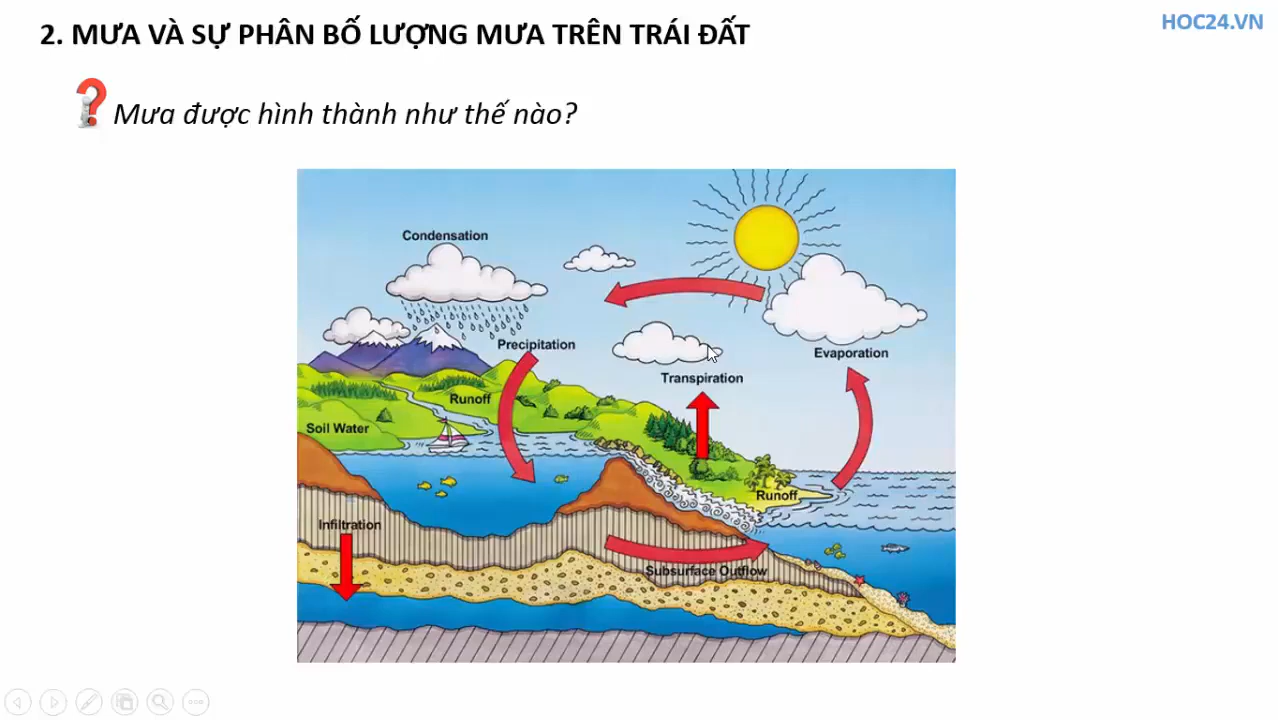 2. MƯA VÀ SỰ PHÂN BỐ LƯỢNG MƯA TRÊN TRÁI ĐẤT
HOC24.VN
Mưa được hình thành như thế nào?
Condensation
Precipitation
Evaporation
Transpiration
Runoff
Soil Water
Runoff
Infiltration
Subsurface Outflow